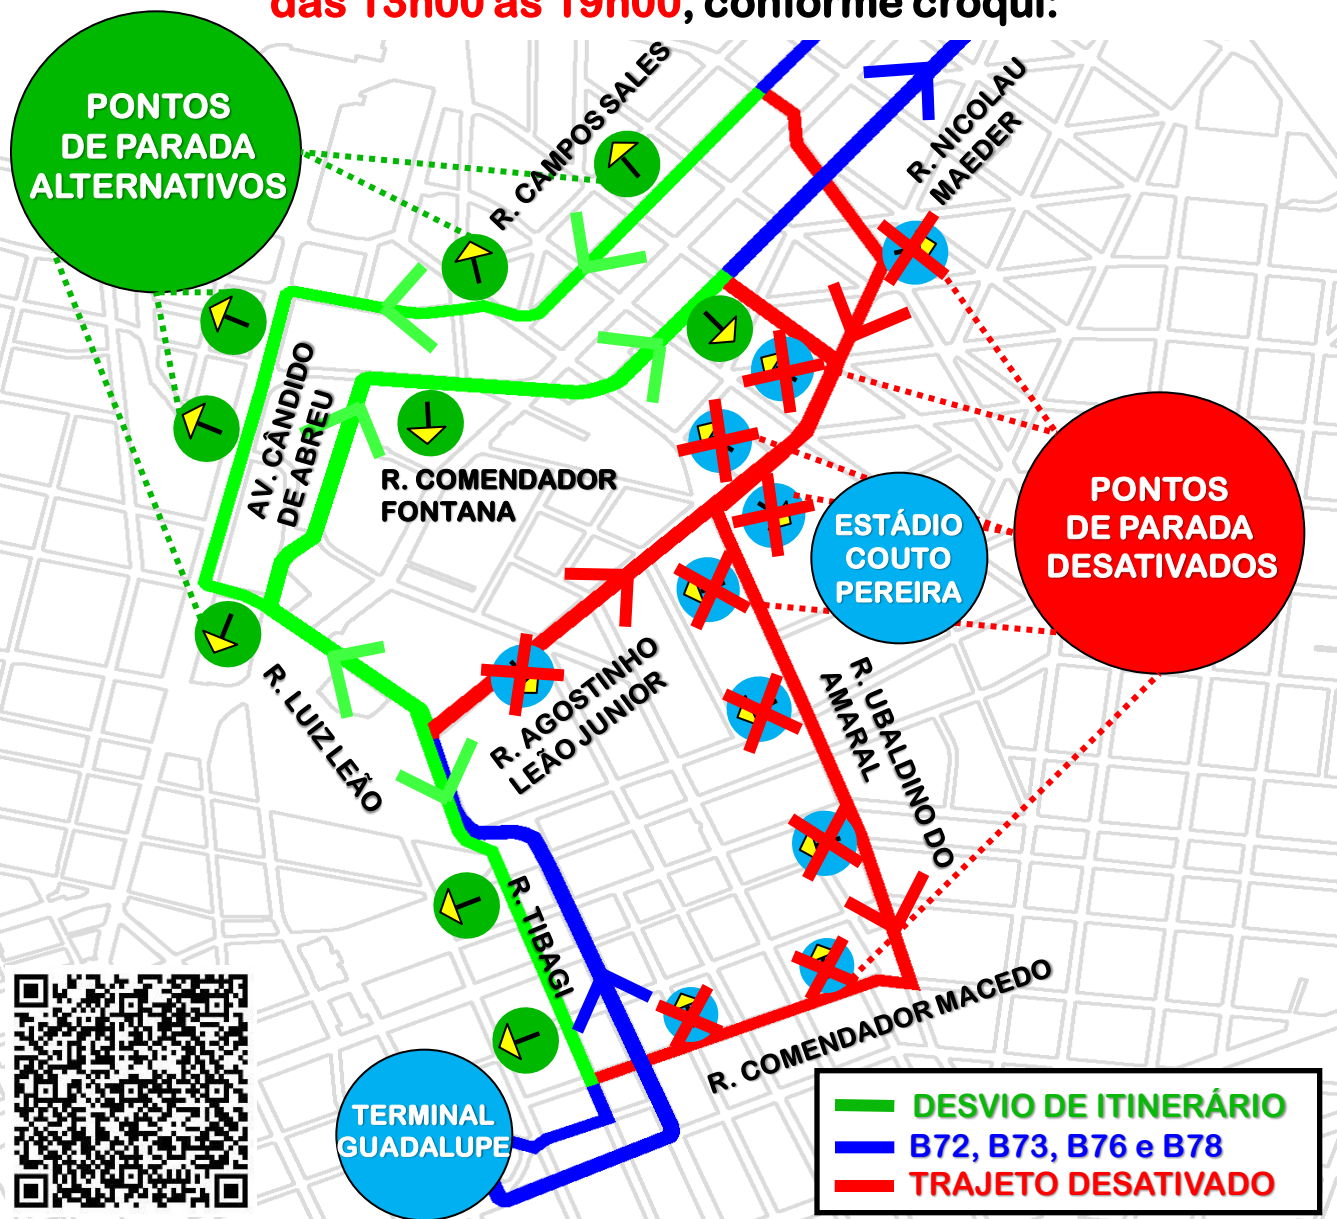 das 13h00 às 19h00, conforme croqui:
PONTOS
DE PARADA
ALTERNATIVOS
R. CAMPOS SALES
R. NICOLAU
MAEDER
AV. CÂNDIDO
DE ABREU
R. COMENDADOR
FONTANA
ESTÁDIO
COUTO
PEREIRA
PONTOS
DE PARADA
DESATIVADOS
R. LUIZ LEÃO
R. AGOSTINHO
LEÃO JUNIOR
R. UBALDINO DO
AMARAL
R. TIBAGI
R. COMENDADOR MACEDO
TERMINAL
GUADALUPE
DESVIO DE ITINERÁRIO
B72, B73, B76 e B78
TRAJETO DESATIVADO